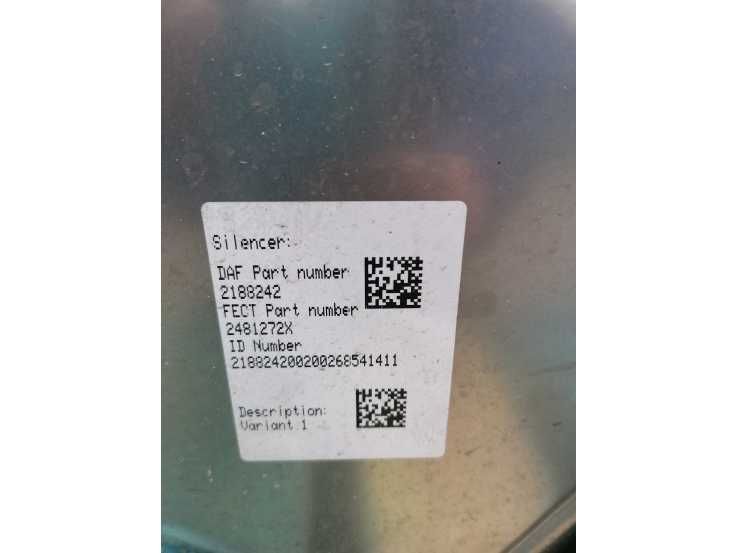 Silencer:
DAF Part number
2188242
FECT Part number
2481272X
ID Number
218824200200268541411
Description:
Variant 1